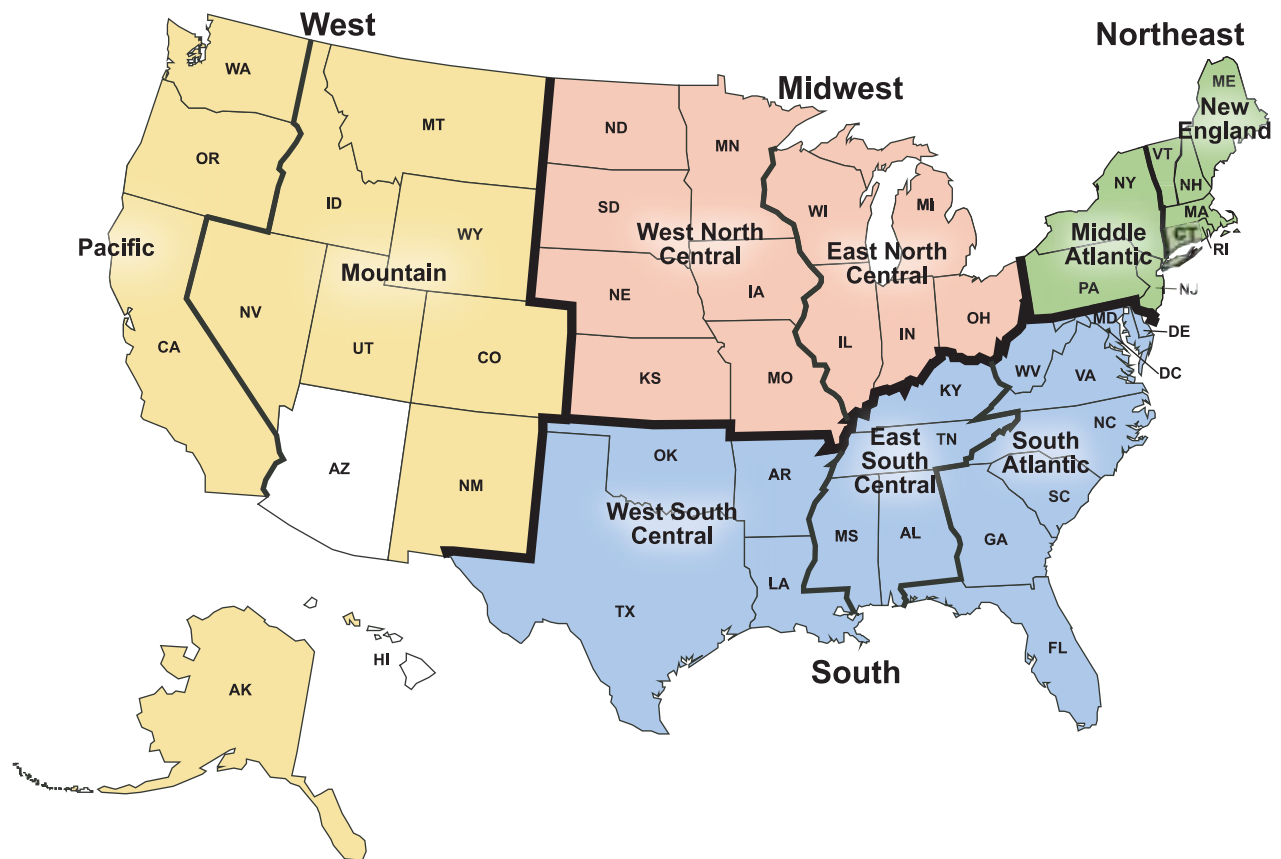 West
Northeast
Midwest
ME
New
England
WA
MT
ND
MN
OR
VT
NH
NY
ID
SD
WI
MI
MA
WY
Pacific
Mountain
West North
Central
East North
Central
Middle
Atlantic
CT
RI
NV
NE
IA
PA
NJ
CA
UT
CO
IL
IN
OH
MD
DE
KS
MO
KY
WV
VA
DC
AZ
NM
OK
AR
East
South
Central
TN
South
Atlantic
NC
SC
West South
Central
MS
AL
GA
LA
TX
HI
South
FL
AK